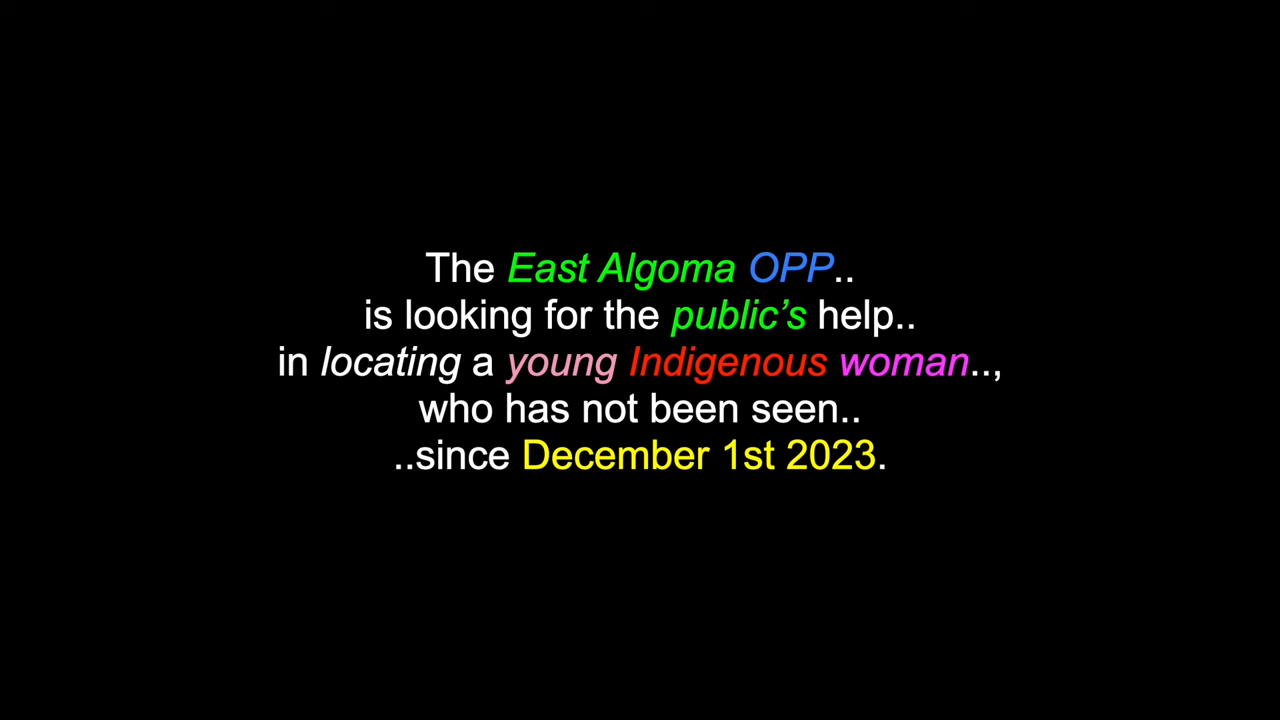 The East Algoma OPP..
is looking for the public’s help..
in locating a young Indigenous woman..,
who has not been seen..
..since December 1st 2023.